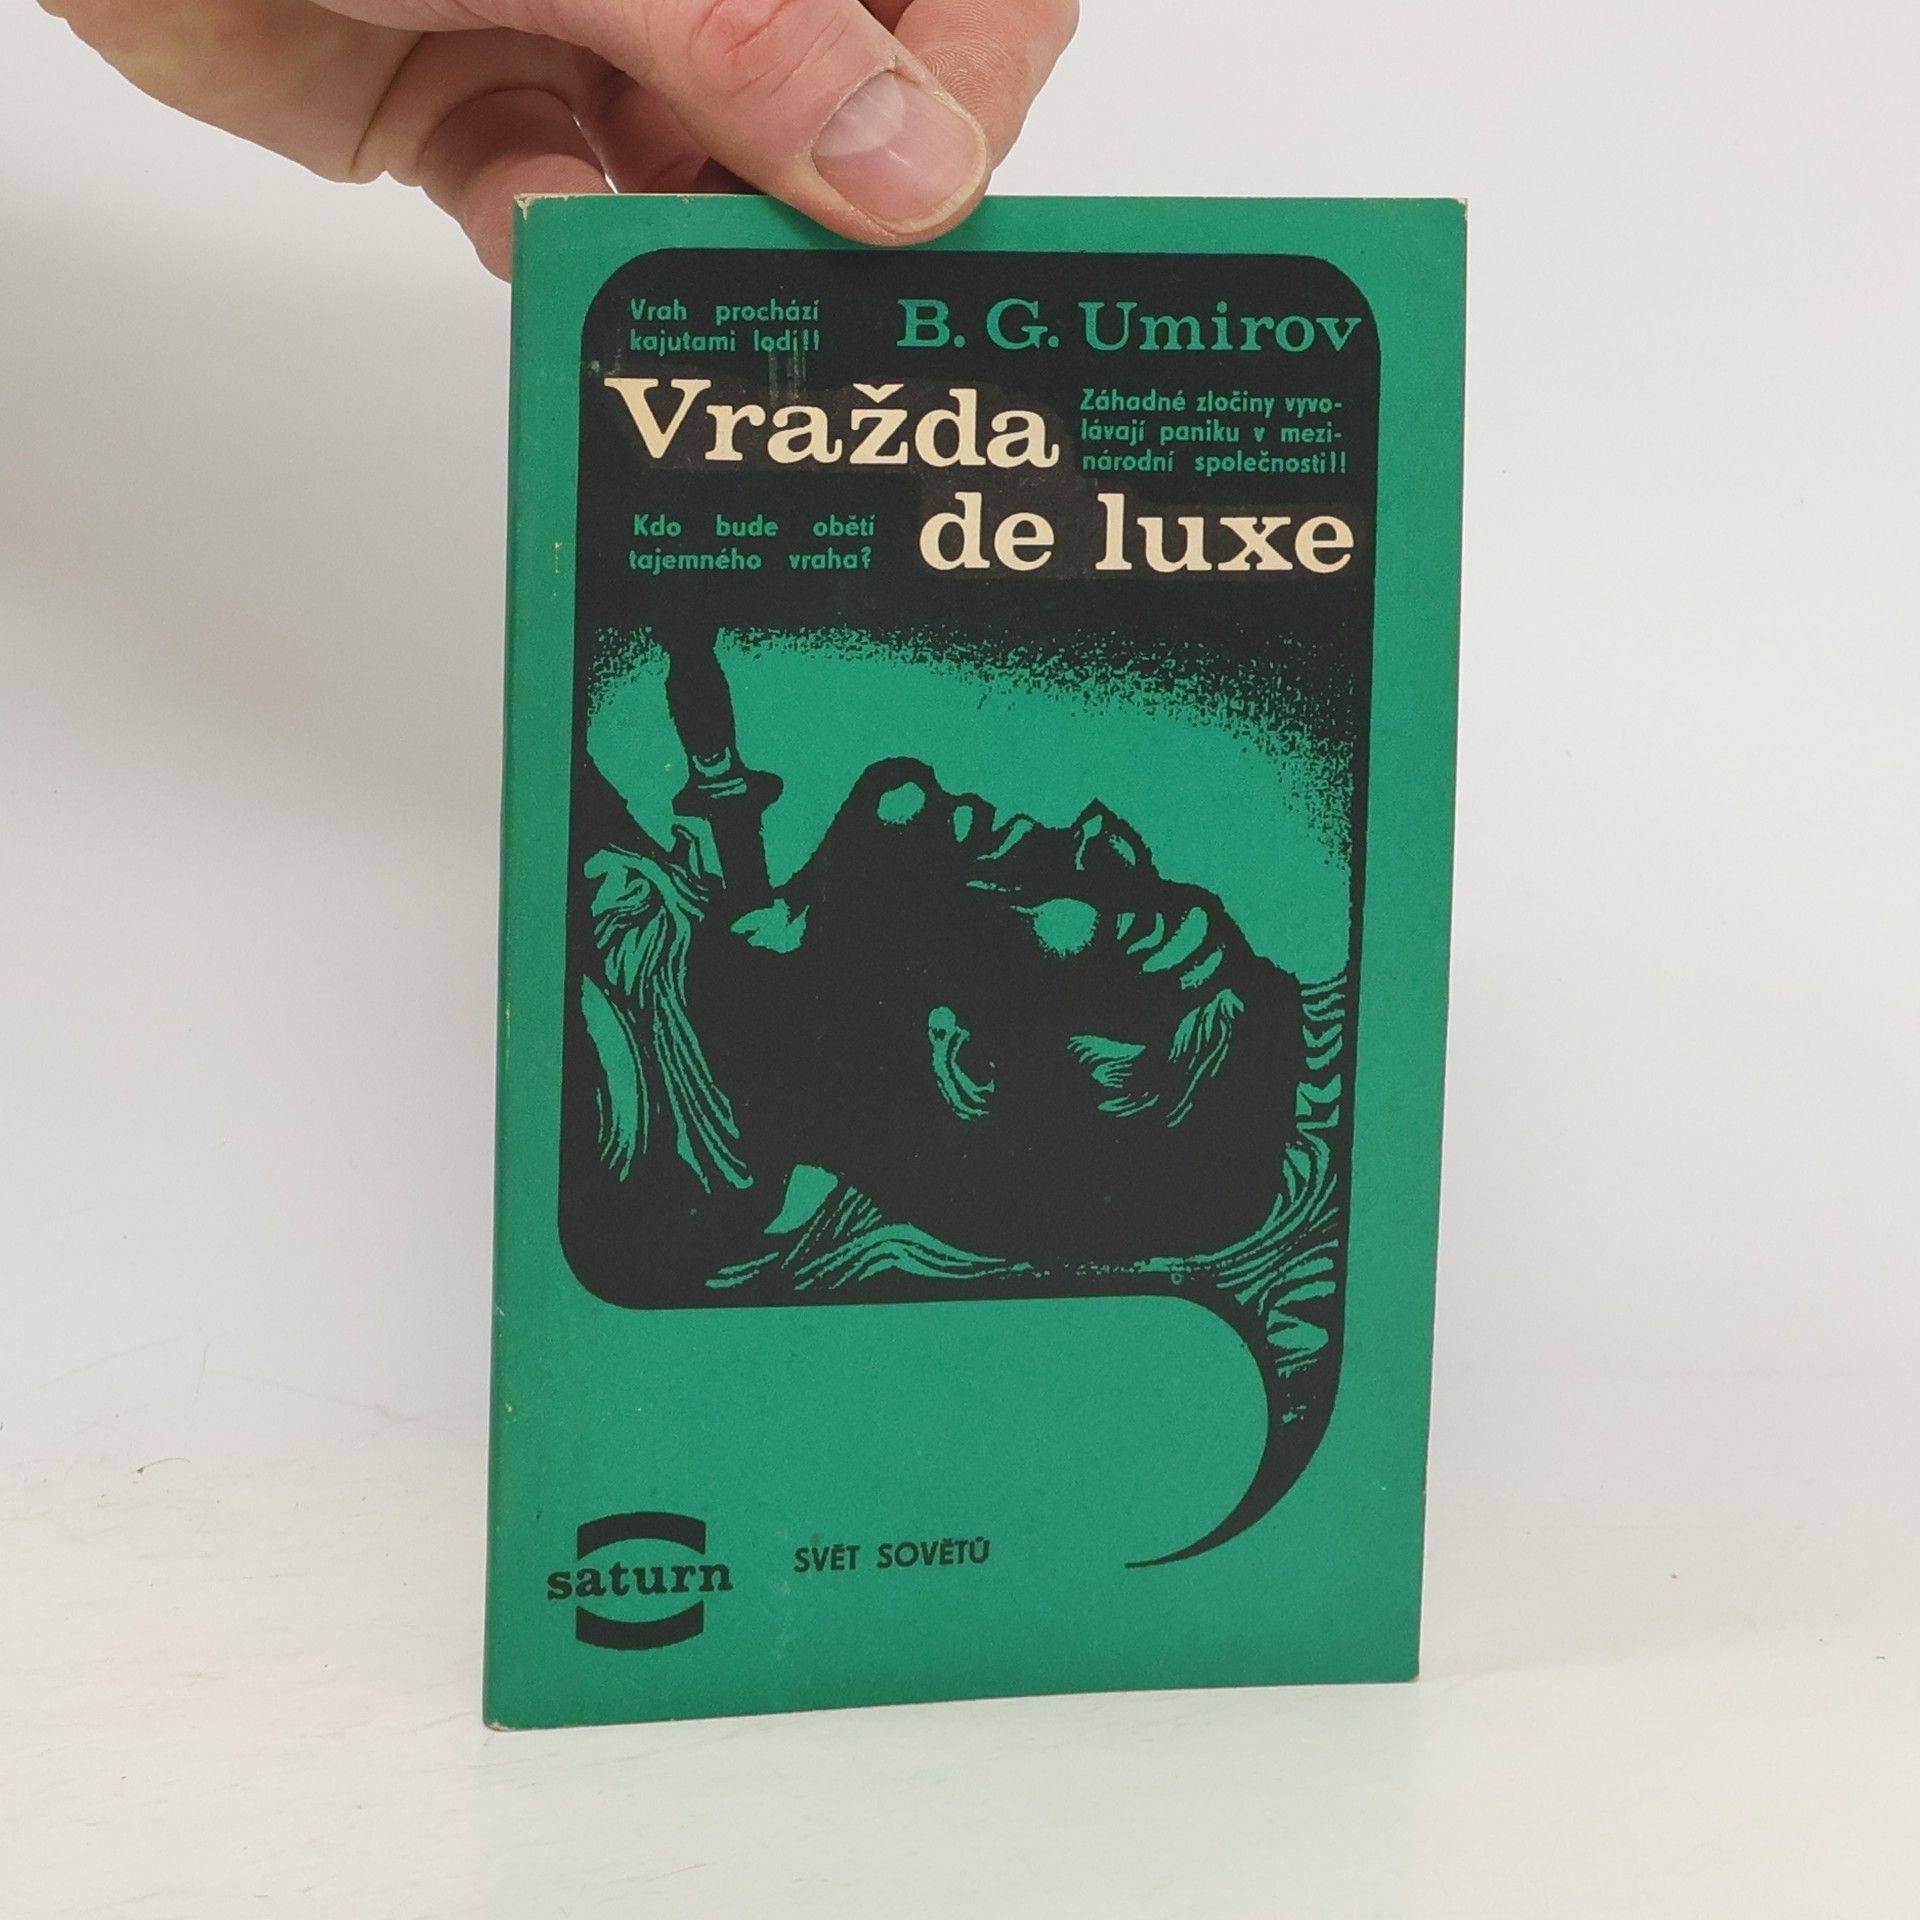 Vrah prochází
kajutami lodi!!
B. G. Umirov
Vražda
Záhadné zločiny vyvo-
lávají paniku v mezi-
národní společnosti!!
de luxe
Kdo bude obětí
tajemného vraha?
saturn
SVĚT SOVĚTŮ